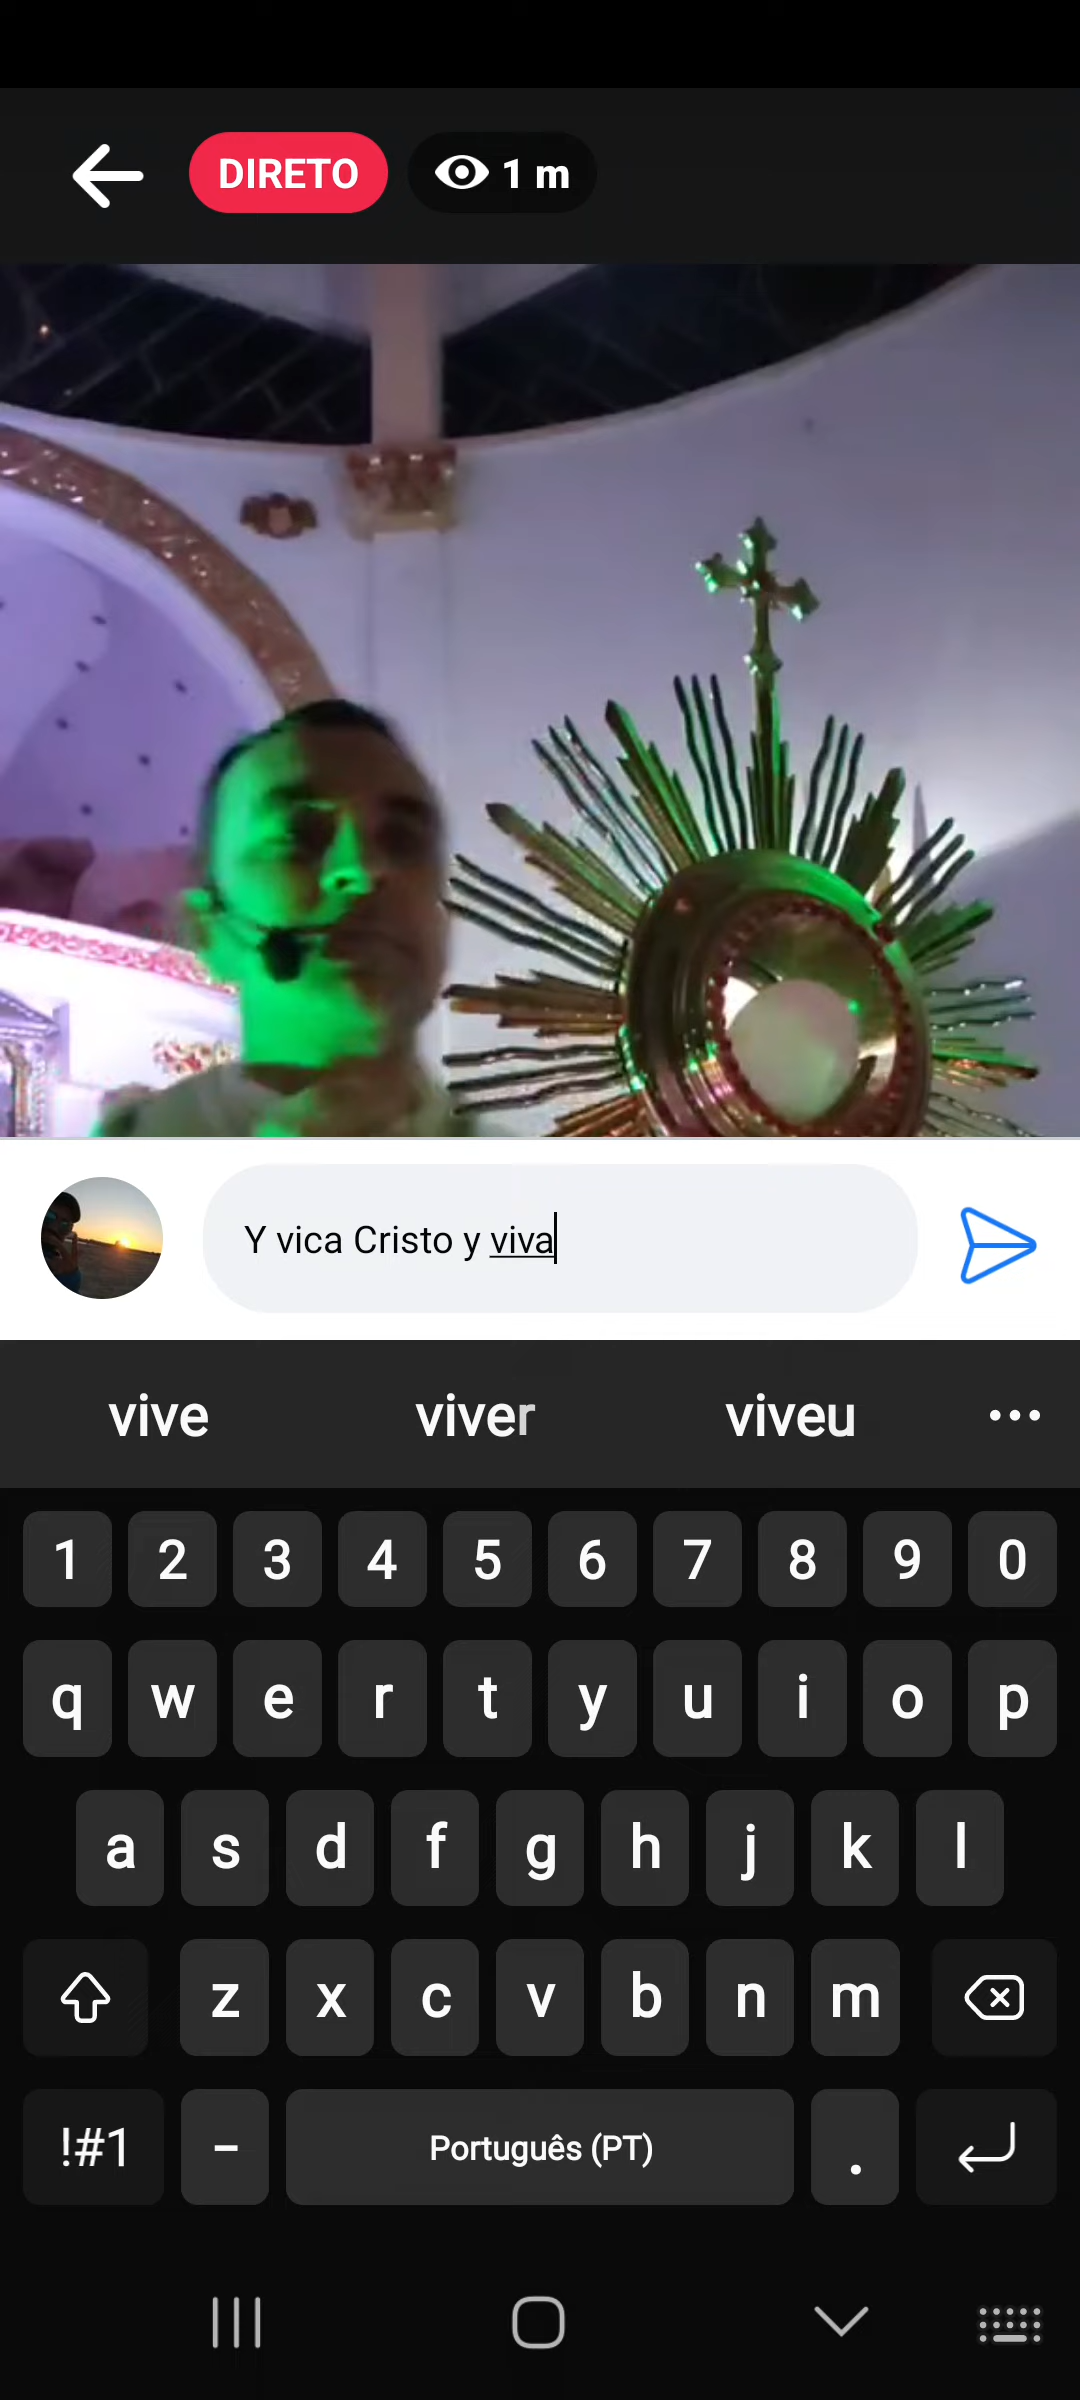 DIRETO 1 m
Y vica Cristo y viva
vive viver viveu
1 2 3 4 5 6 7 8 9 0
q w e r t y u i o p
a s d f g h j k l
z x c v b n m
!#1 - Português (PT) .